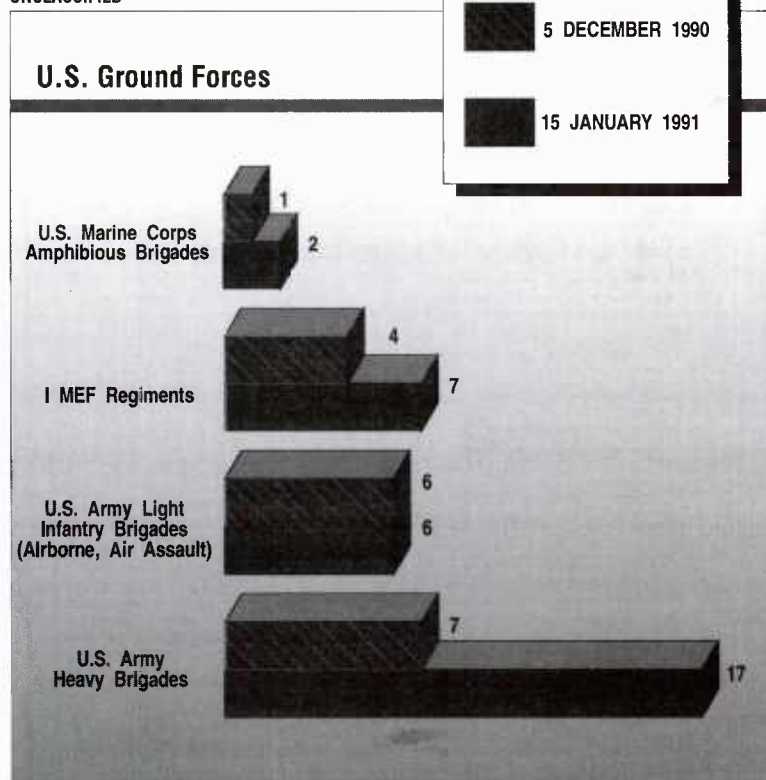 5 DECEMBER 1990
U.S. Ground Forces
15 JANUARY 1991
1
U.S. Marine Corps
Amphibious Brigades
2
4
I MEF Regiments
7
6
U.S. Army Light
Infantry Brigades
(Airborne, Air Assault)
6
7
U.S. Army
Heavy Brigades
17